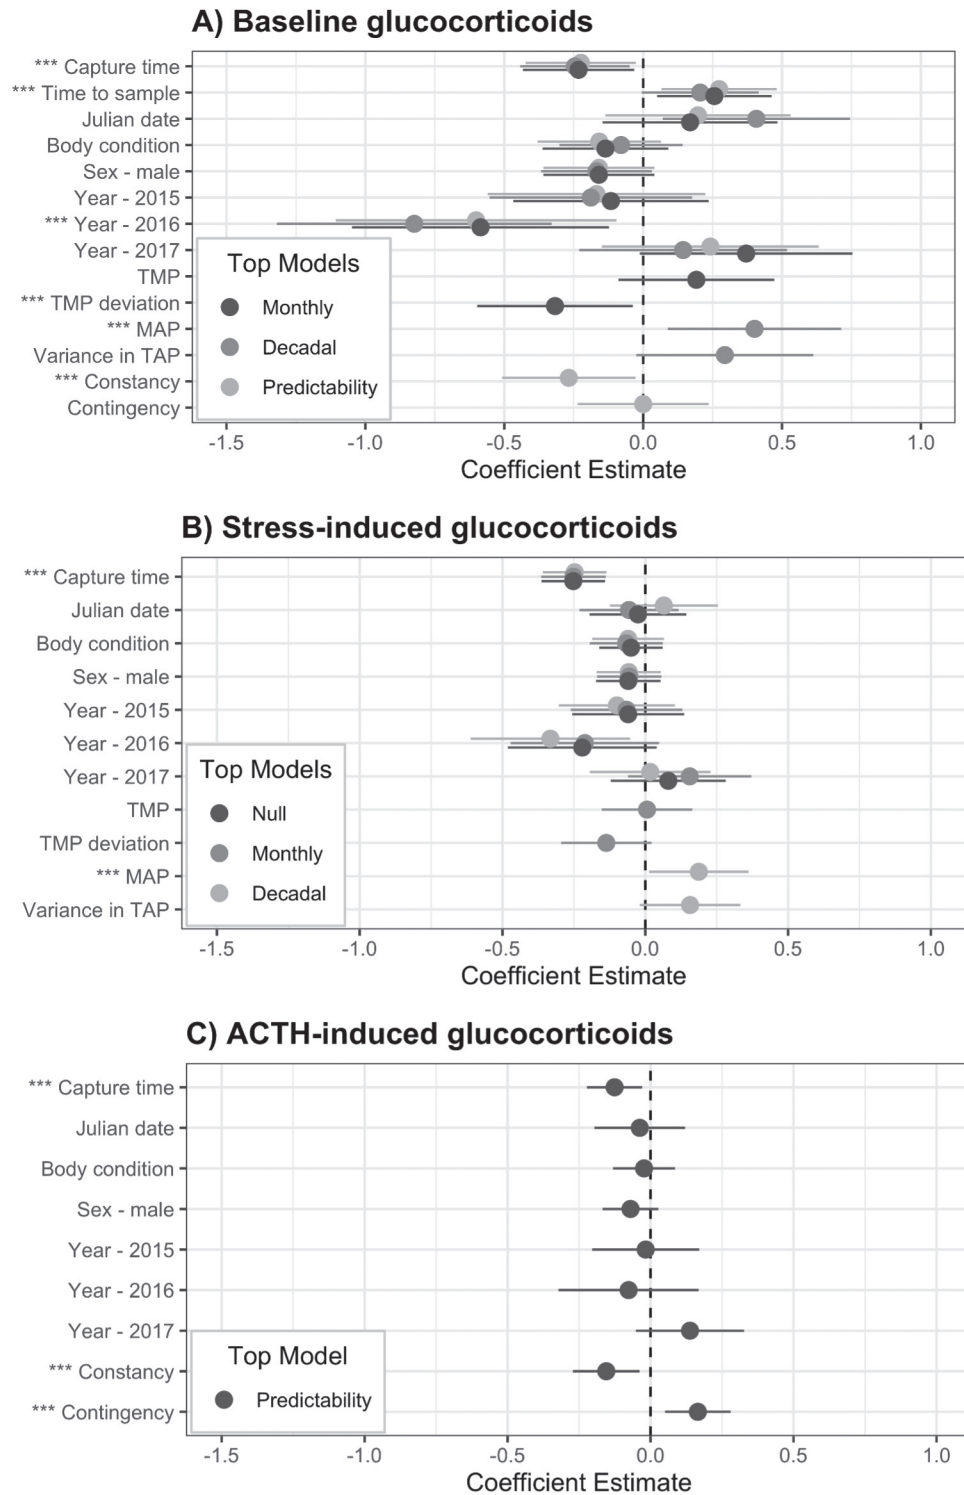 A) Baseline glucocorticoids
*** Capture time
*** Time to sample
Julian date
Body condition
Sex - male
Year - 2015
*** Year - 2016
Year - 2017
TMP
*** TMP deviation
*** MAP
Variance in TAP
*** Constancy
Contingency
Top Models
Monthly
Decadal
Predictability
-1.5 -1.0 -0.5 0.0 0.5 1.0
Coefficient Estimate
B) Stress-induced glucocorticoids
*** Capture time
Julian date
Body condition
Sex - male
Year - 2015
Year - 2016
Year - 2017
TMP
TMP deviation
*** MAP
Variance in TAP
Top Models
Null
Monthly
Decadal
-1.5 -1.0 -0.5 0.0 0.5 1.0
Coefficient Estimate
C) ACTH-induced glucocorticoids
*** Capture time
Julian date
Body condition
Sex - male
Year - 2015
Year - 2016
Year - 2017
*** Constancy
*** Contingency
Top Model
Predictability
-1.5 -1.0 -0.5 0.0 0.5 1.0
Coefficient Estimate